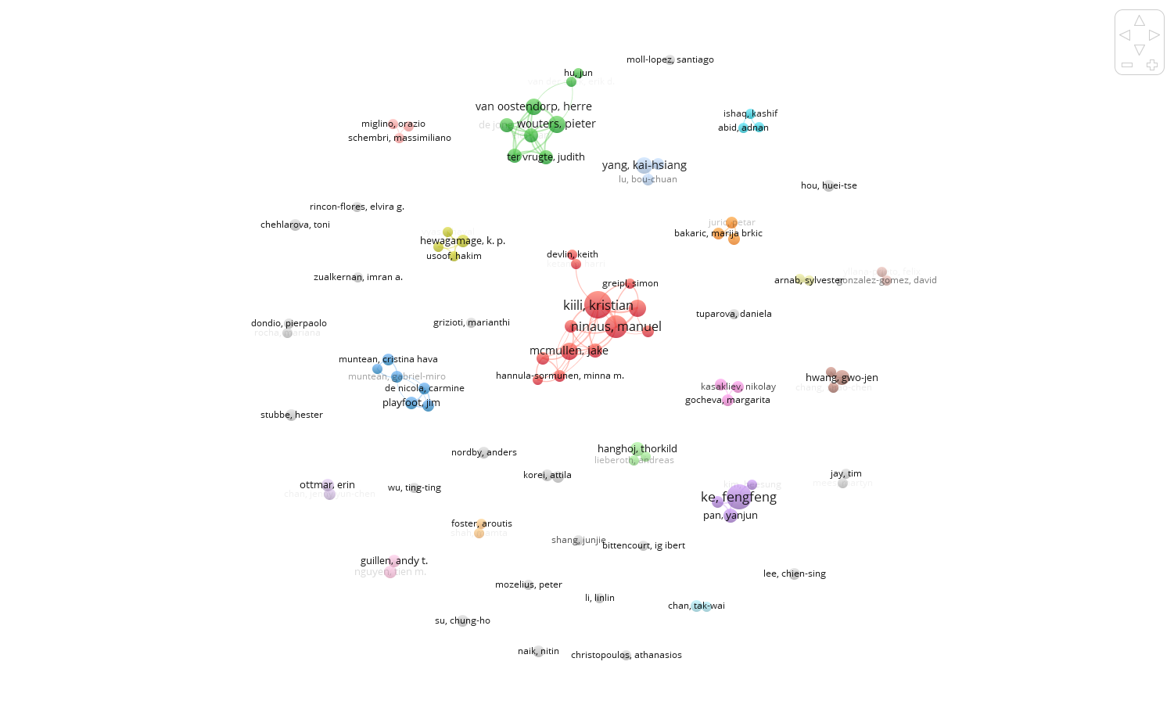 moll-lopez, santiago
hu, jun
van oostendorp, herre
ishaq, kashif
miglino, orazio
wouters, pieter
abid, adnan
schembri, massimiliano
ter vrugte, judith
yang, kai-hsiang
lu, bou-chuan
hou, huei-tse
rincon-flores, elvira g.
chehlarova, toni
bakaric, marija brkic
hewagamage, k. p.
usoof, hakim
devlin, keith
zualkernan, imran a.
greipl, simon
arnab, sylvester
gonzalez-gomez, david
kiili, kristian
tuparova, daniela
dondio, pierpaolo
grizioti, marianthi
ninaus, manuel
mcmullen, jake
muntean, cristina hava
muntean, gabriel-miro
hannula-sormunen, minna m.
hwang, gwo-jen
de nicola, carmine
kasakliev, nikolay
playfoot, jim
gocheva, margarita
stubbe, hester
hanghoj, thorkild
nordby, anders
lieberoth, andreas
korei, attila
jay, tim
ottmar, erin
wu, ting-ting
ke, fengfeng
pan, yanjun
foster, aroutis
shang, junjie
bittencourt, ig ibert
guillen, andy t.
lee, chien-sing
mozelius, peter
li, linlin
chan, tak-wai
su, chung-ho
naik, nitin
christopoulos, athanasios